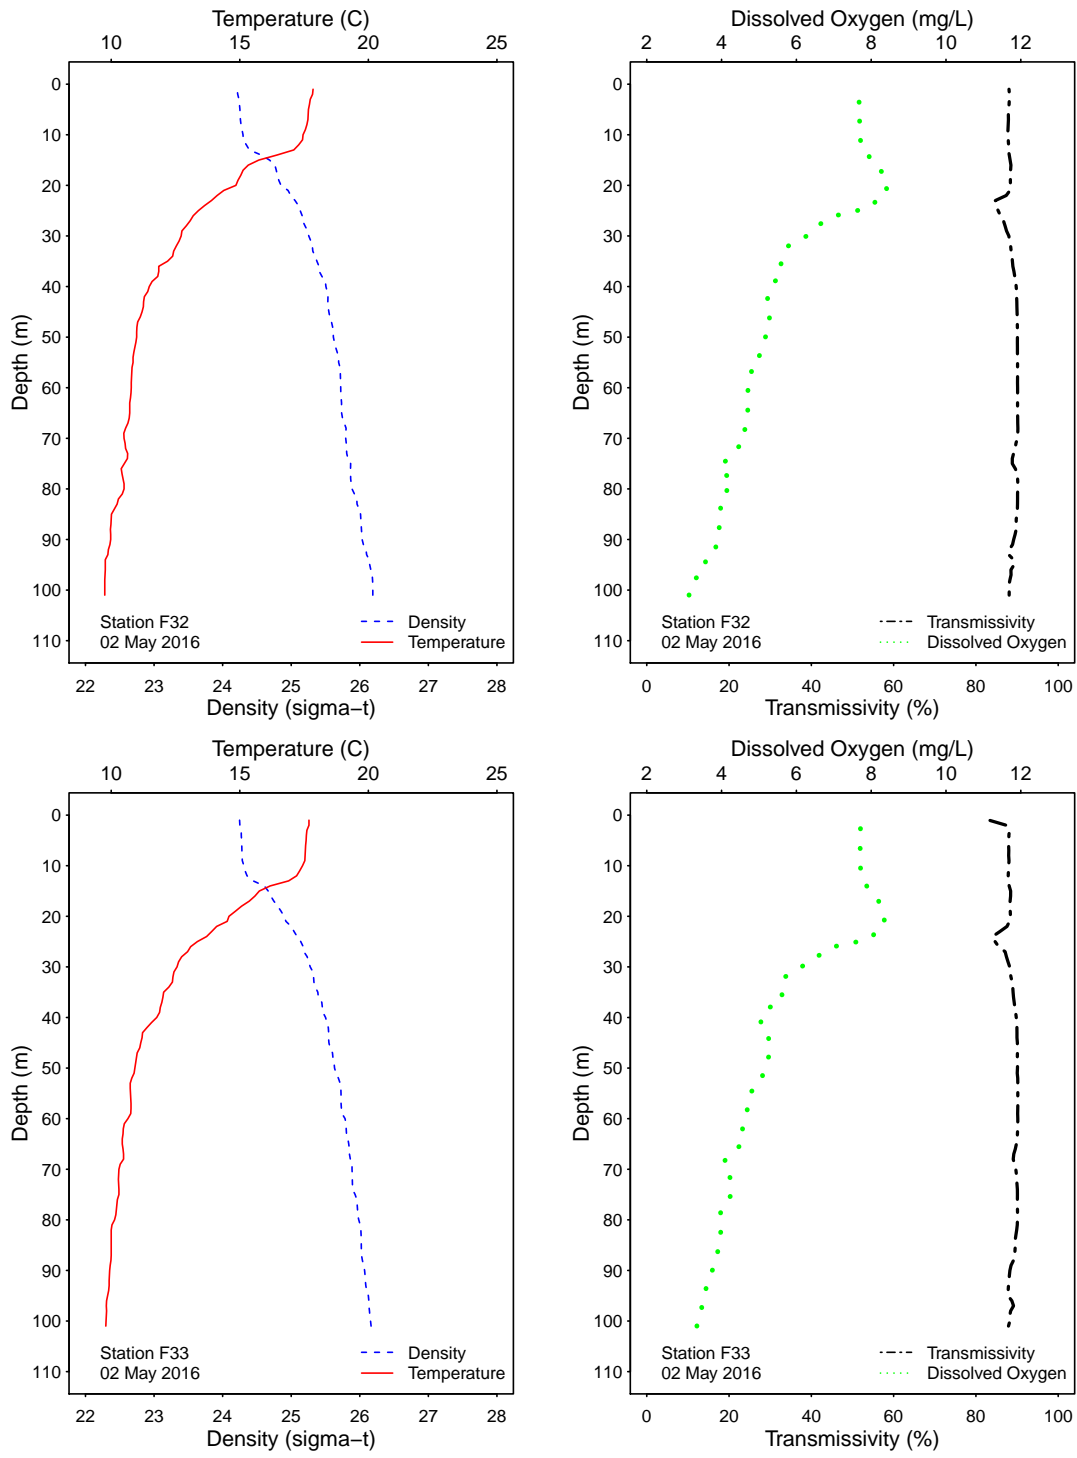 Temperature (C)
10 15 20 25
0
10
20
30
40
50
60
70
80
90
100
110
Depth (m)
Station F32
02 May 2016
Density
Temperature
22 23 24 25 26 27 28
Density (sigma−t)
Dissolved Oxygen (mg/L)
2 4 6 8 10 12
0
10
20
30
40
50
60
70
80
90
100
110
Depth (m)
Station F32
02 May 2016
Transmissivity
Dissolved Oxygen
0 20 40 60 80 100
Transmissivity (%)
Temperature (C)
10 15 20 25
0
10
20
30
40
50
60
70
80
90
100
110
Depth (m)
Station F33
02 May 2016
Density
Temperature
22 23 24 25 26 27 28
Density (sigma−t)
Dissolved Oxygen (mg/L)
2 4 6 8 10 12
0
10
20
30
40
50
60
70
80
90
100
110
Depth (m)
Station F33
02 May 2016
Transmissivity
Dissolved Oxygen
0 20 40 60 80 100
Transmissivity (%)